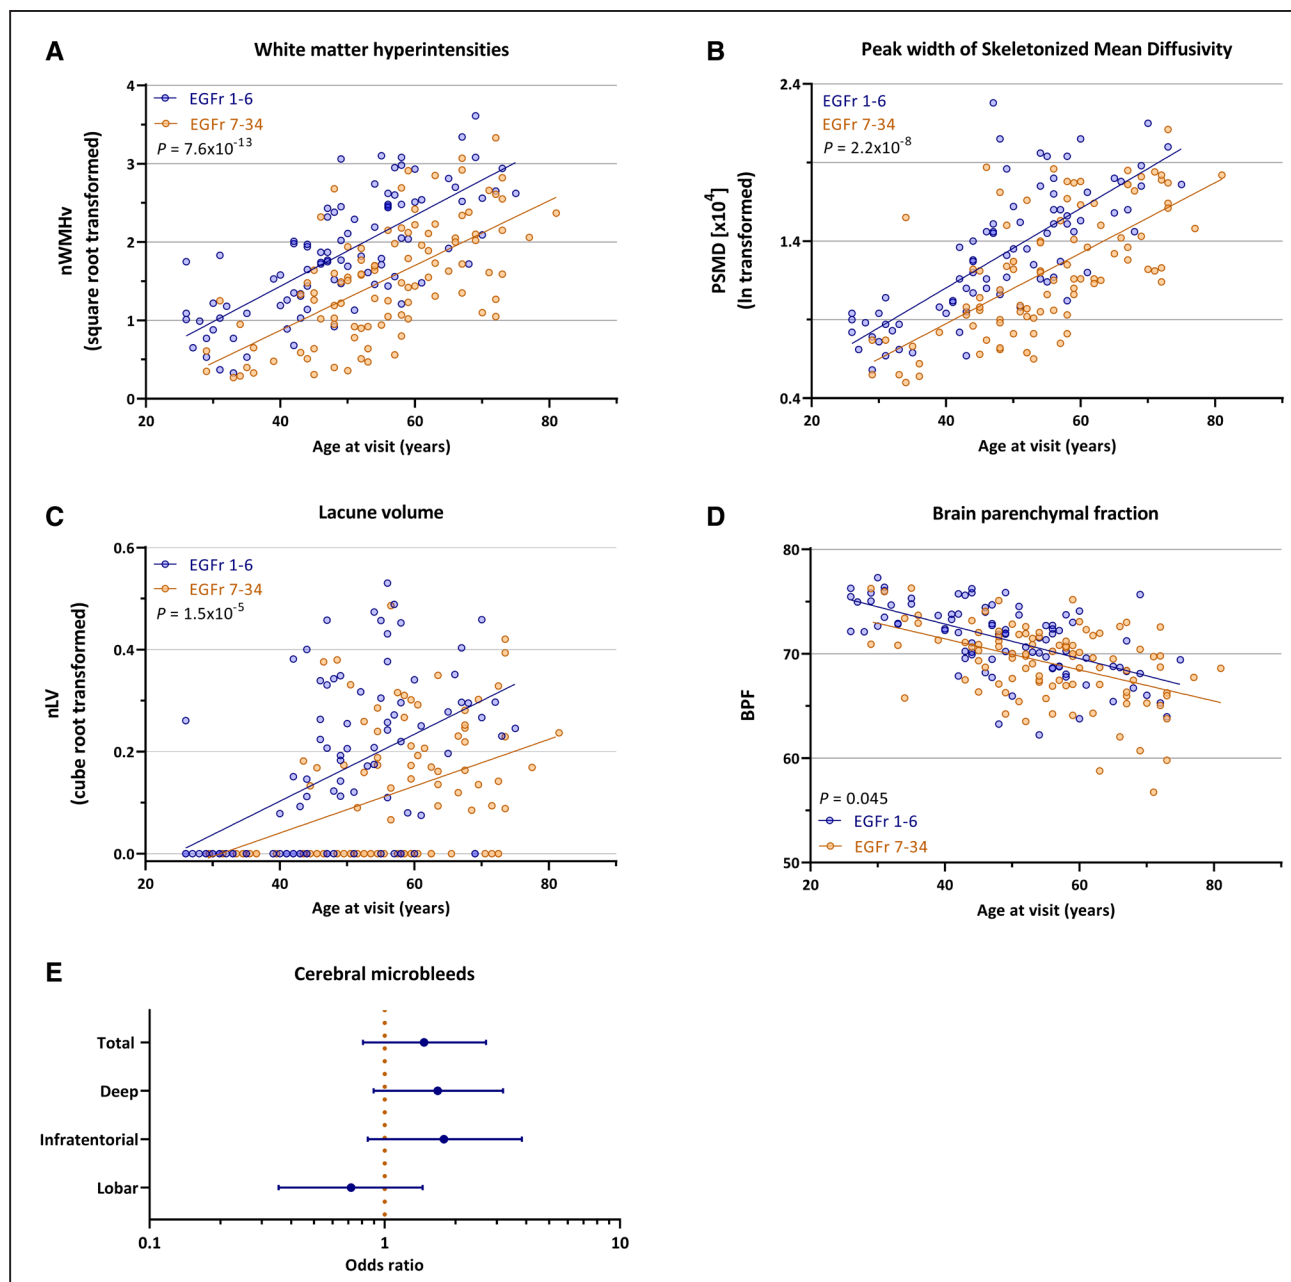 A
White matter hyperintensities
nWMHv
(square root transformed)
4
3
2
1
0
EGFr 1-6
EGFr 7-34
P = 7.6x10-13
20 40 60 80
Age at visit (years)
B
Peak width of Skeletonized Mean Diffusivity
PSMD [x10⁴]
(ln transformed)
2.4
1.4
0.4
EGFr 1-6
EGFr 7-34
P = 2.2x10-8
20 40 60 80
Age at visit (years)
C
Lacune volume
nLV
(cube root transformed)
0.6
0.4
0.2
0.0
EGFr 1-6
EGFr 7-34
P = 1.5x10-5
20 40 60 80
Age at visit (years)
D
Brain parenchymal fraction
BPF
80
70
60
50
P = 0.045
EGFr 1-6
EGFr 7-34
20 40 60 80
Age at visit (years)
E
Cerebral microbleeds
Total
Deep
Infratentorial
Lobar
0.1 1 10
Odds ratio